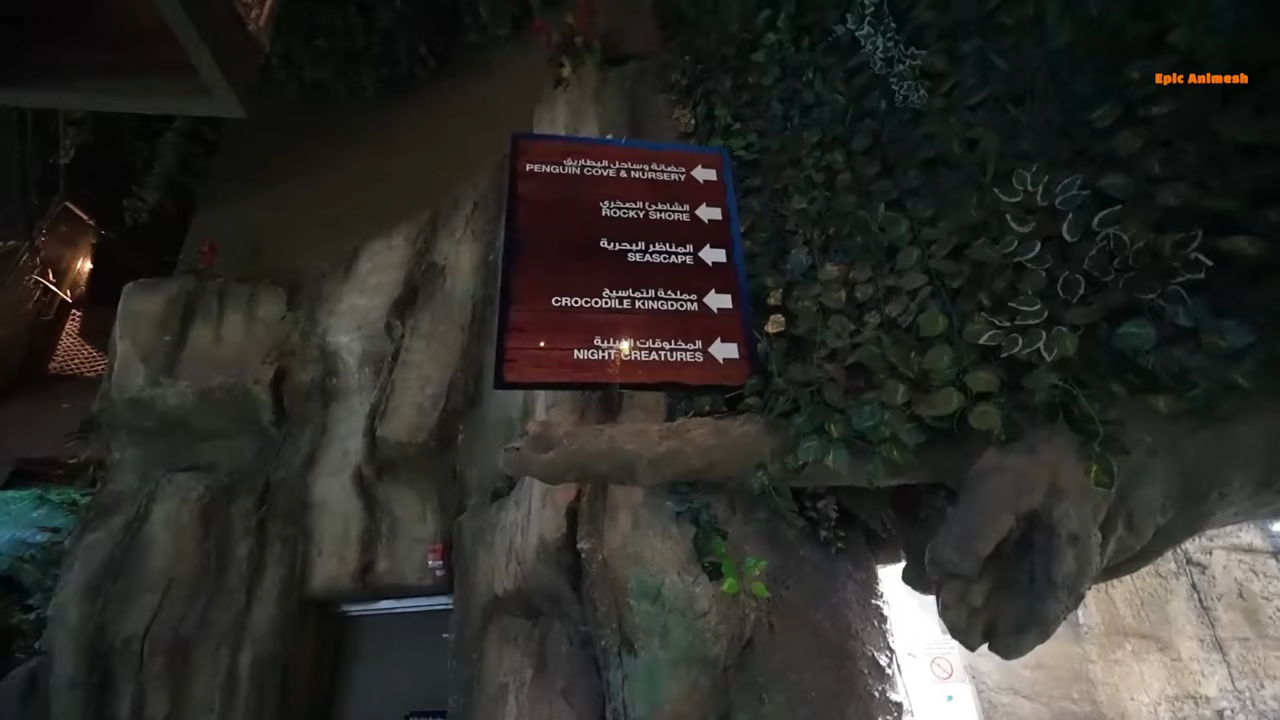 Epic Animesh
حضانة وساحل البطاريق
PENGUIN COVE & NURSERY
الشاطئ الصخري
ROCKY SHORE
المناظر البحرية
SEASCAPE
مملكة التماسيح
CROCODILE KINGDOM
المخلوقات الليلية
NIGHT CREATURES